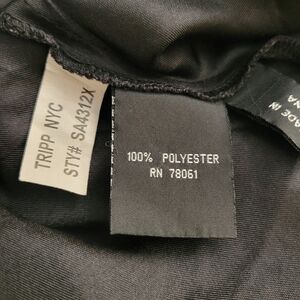 TRIPP NYC
STY# SA4312X
100% POLYESTER
RN 78061
MADE IN